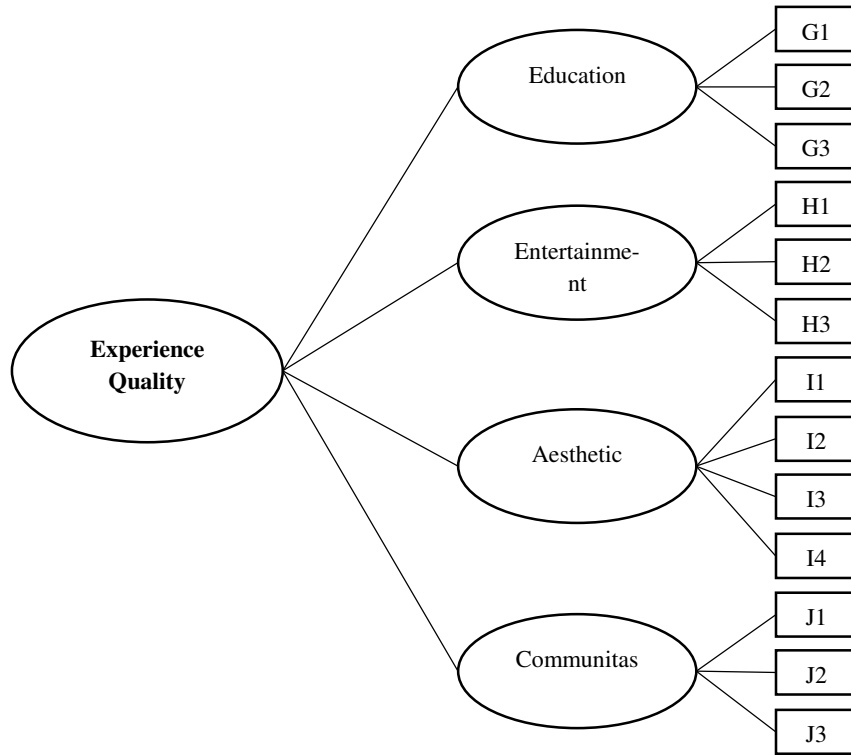 Experience
Quality
Education
Entertainme-
nt
Aesthetic
Communitas
G1
G2
G3
H1
H2
H3
I1
I2
I3
I4
J1
J2
J3